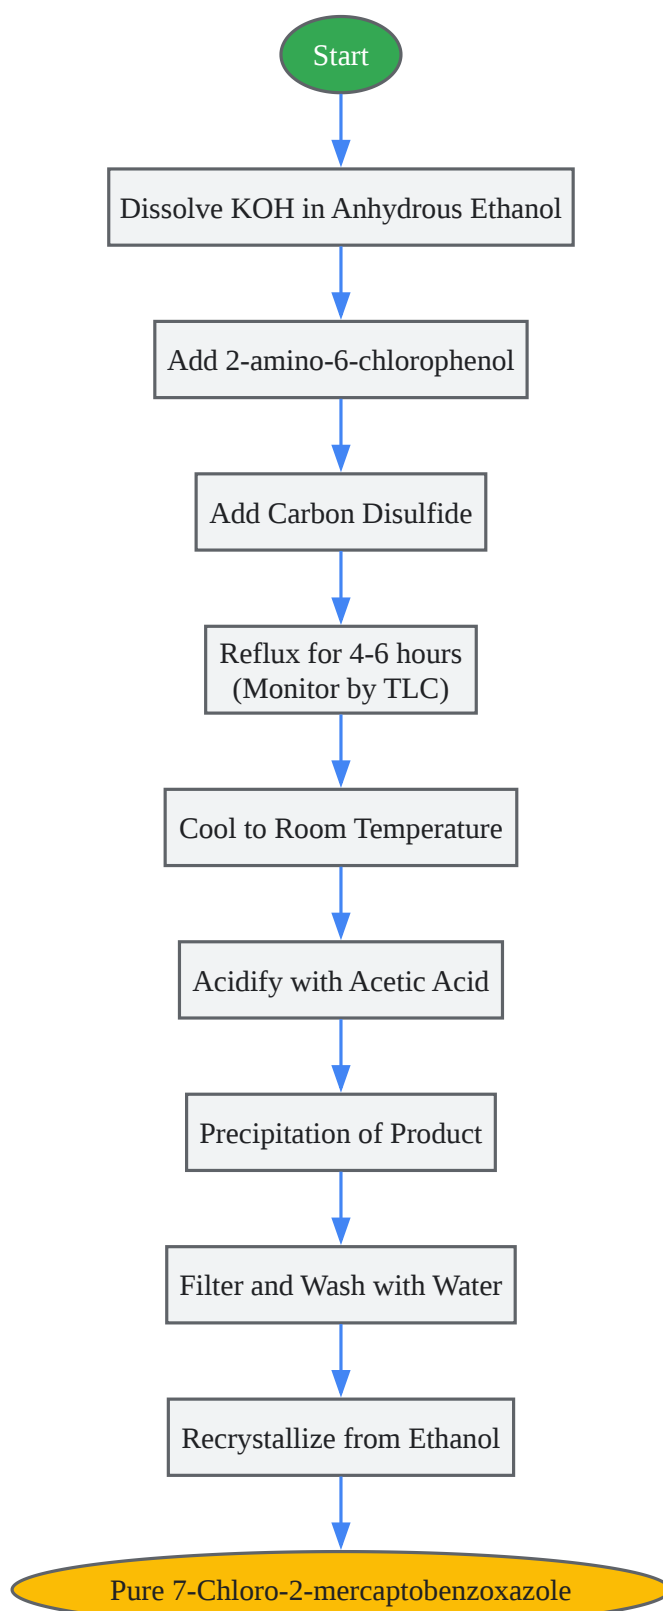 Start
Dissolve KOH in Anhydrous Ethanol
Add 2-amino-6-chlorophenol
Add Carbon Disulfide
Reflux for 4-6 hours
(Monitor by TLC)
Cool to Room Temperature
Acidify with Acetic Acid
Precipitation of Product
Filter and Wash with Water
Recrystallize from Ethanol
Pure 7-Chloro-2-mercaptobenzoxazole